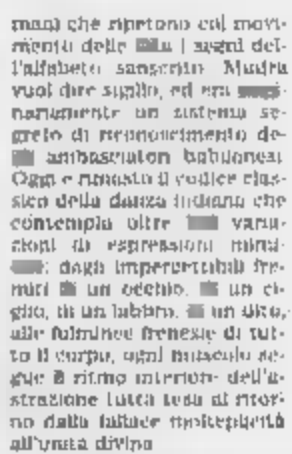 mani che ripetono col movi-
mento delle dita i segni del-
l'alfabeto sanscrito. Mudra
vuol dire sigillo, ed era
nariamente un sistema se-
greto di riconoscimento de-
ambasciatori babilonesi
Oggi è rimasto il codice clas-
sico della danza indiana che
contempla oltre varia-
zioni di espressioni mimi-
dagli impercettibili fre-
miti di un occhio, di un ci-
glio, di un labbro, di un dito,
alle fulminee frenesie di tut-
to il corpo, ogni muscolo se-
gue il ritmo interiore dell'a-
strazione tutta tesa al ritor-
no dalla fallace molteplicità
all'unità divina